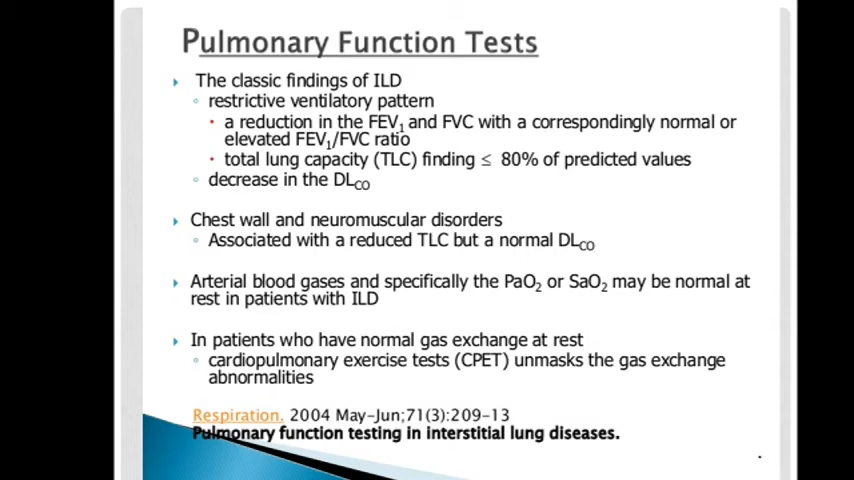 Pulmonary Function Tests
The classic findings of ILD
restrictive ventilatory pattern
a reduction in the FEV1 and FVC with a correspondingly normal or
elevated FEV1/FVC ratio
total lung capacity (TLC) finding ≤ 80% of predicted values
decrease in the DLCO
Chest wall and neuromuscular disorders
Associated with a reduced TLC but a normal DLCO
Arterial blood gases and specifically the PaO2 or SaO2 may be normal at
rest in patients with ILD
In patients who have normal gas exchange at rest
cardiopulmonary exercise tests (CPET) unmasks the gas exchange
abnormalities
Respiration. 2004 May-Jun;71(3):209-13
Pulmonary function testing in interstitial lung diseases.
.